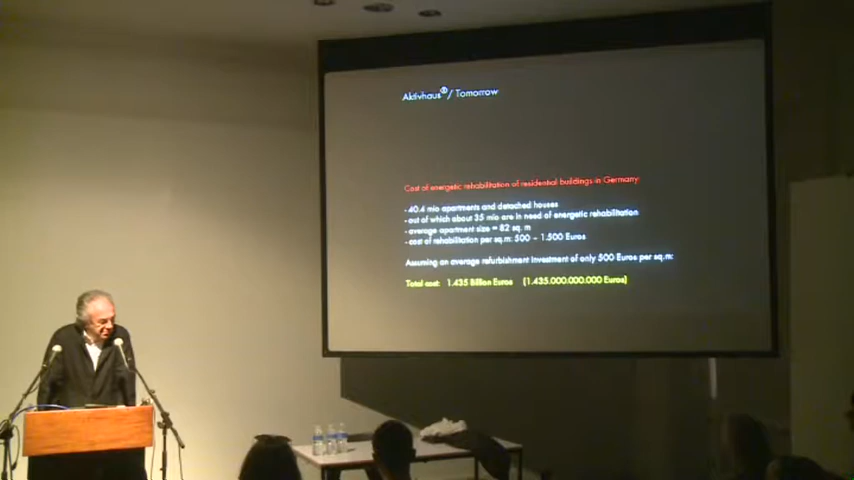 Aktivhaus® / Tomorrow
Cost of energetic rehabilitation of residential buildings in Germany:
- 40.4 mio apartments and detached houses
- out of which about 35 mio are in need of energetic rehabilitation
- average apartment size = 82 sq. m
- cost of rehabilitation per sq.m: 500 – 1.500 Euros
Assuming an average refurbishment investment of only 500 Euros per sq.m:
Total cost: 1.435 Billion Euros (1.435.000.000.000 Euros)